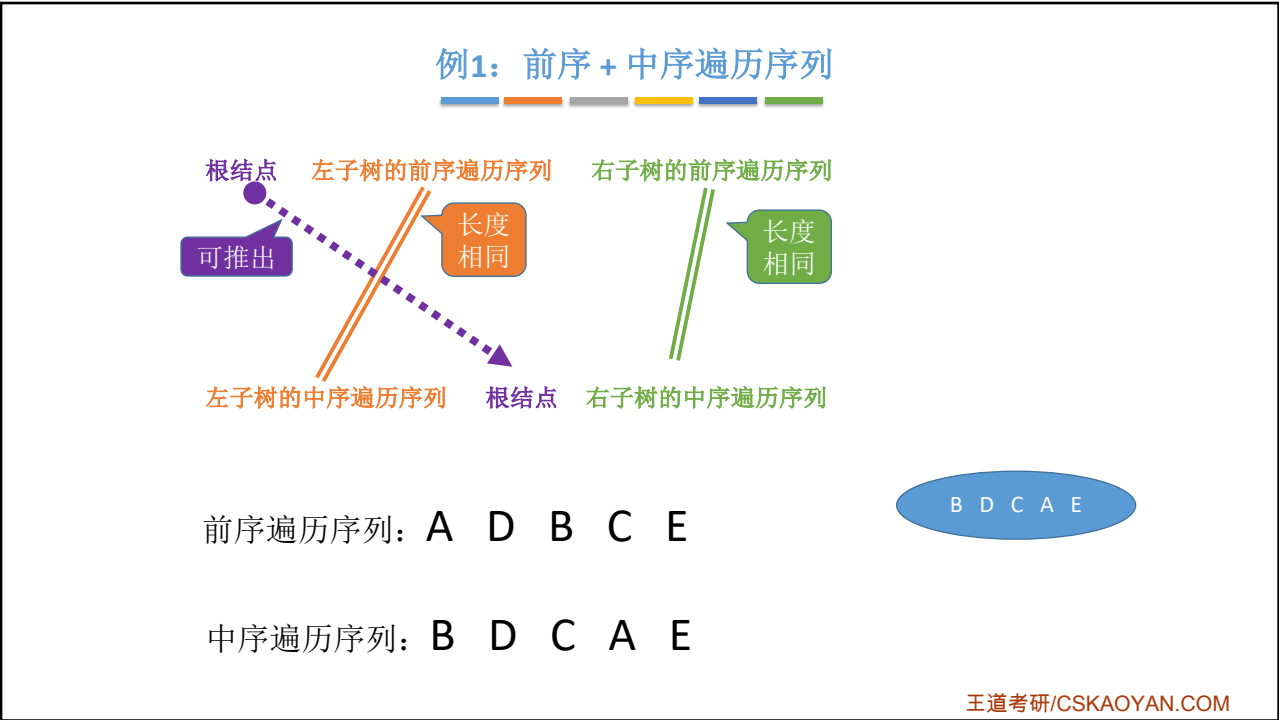 例1：前序 + 中序遍历序列
根结点 左子树的前序遍历序列 右子树的前序遍历序列
可推出
长度
相同
长度
相同
左子树的中序遍历序列 根结点 右子树的中序遍历序列
B D C A E
前序遍历序列：A D B C E
中序遍历序列：B D C A E
王道考研/CSKAOYAN.COM